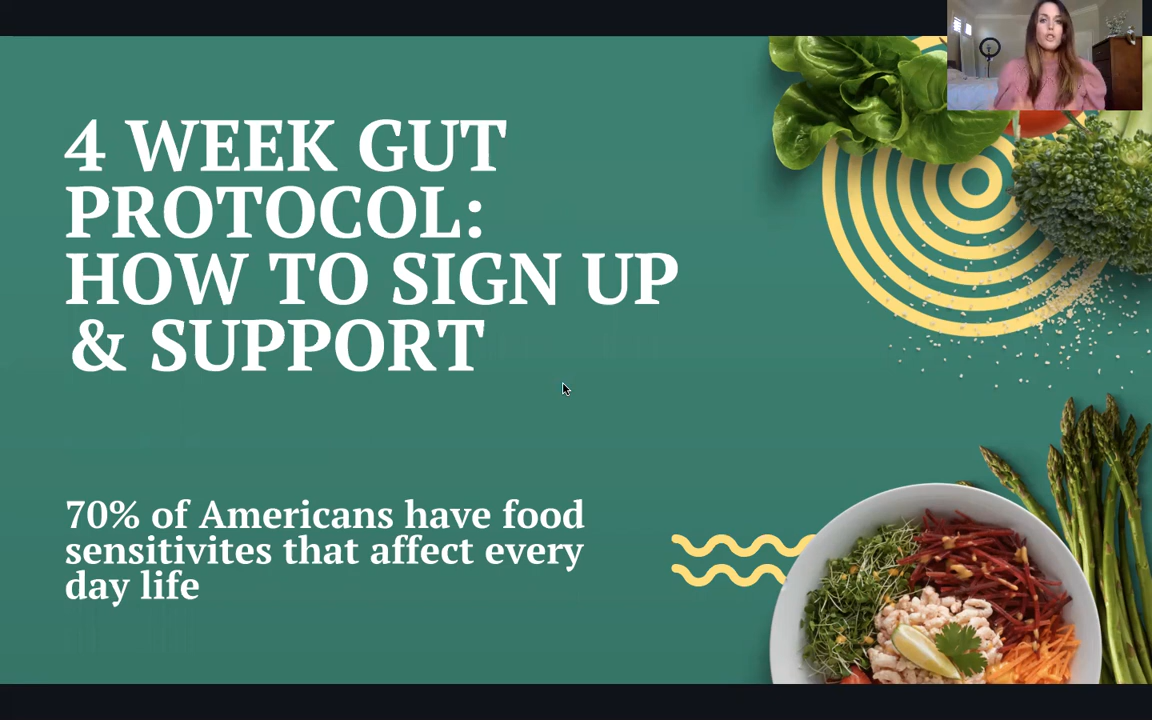 4 WEEK GUT
PROTOCOL:
HOW TO SIGN UP
& SUPPORT
70% of Americans have food
sensitivites that affect every
day life